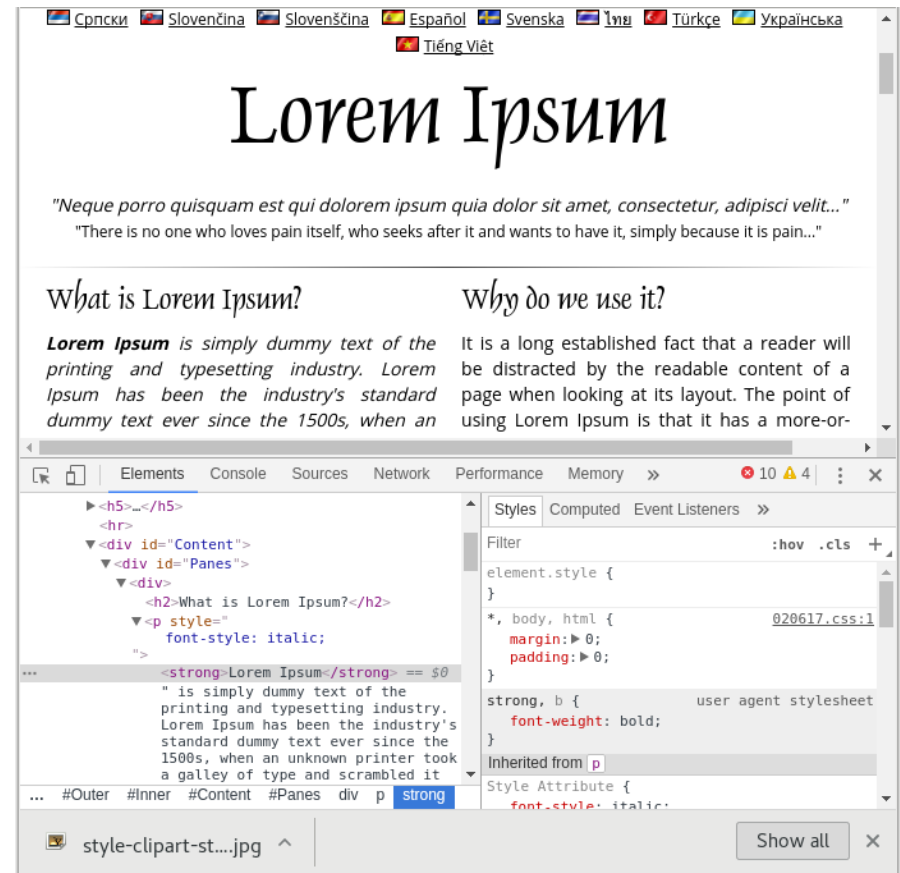 Српски Slovenčina Slovenščina Español Svenska ไทย Türkçe Українська
Tiếng Việt
Lorem Ipsum
"Neque porro quisquam est qui dolorem ipsum quia dolor sit amet, consectetur, adipisci velit..."
"There is no one who loves pain itself, who seeks after it and wants to have it, simply because it is pain..."
What is Lorem Ipsum?
Lorem Ipsum is simply dummy text of the
printing and typesetting industry. Lorem
Ipsum has been the industry's standard
dummy text ever since the 1500s, when an
Why do we use it?
It is a long established fact that a reader will
be distracted by the readable content of a
page when looking at its layout. The point of
using Lorem Ipsum is that it has a more-or-
Elements Console Sources Network Performance Memory » 10 4
▶<h5>…</h5>
<hr>
▼<div id="Content">
▼<div id="Panes">
▼<div>
<h2>What is Lorem Ipsum?</h2>
▼<p style="
font-style: italic;
">
... <strong>Lorem Ipsum</strong> == $0
" is simply dummy text of the
printing and typesetting industry.
Lorem Ipsum has been the industry's
standard dummy text ever since the
1500s, when an unknown printer took
a galley of type and scrambled it
... #Outer #Inner #Content #Panes div p strong
Styles Computed Event Listeners »
Filter :hov .cls +
element.style {
}
*, body, html { 020617.css:1
margin:▶ 0;
padding:▶ 0;
}
strong, b { user agent stylesheet
font-weight: bold;
}
Inherited from p
Style Attribute {
font-style: italic;
style-clipart-st....jpg Show all